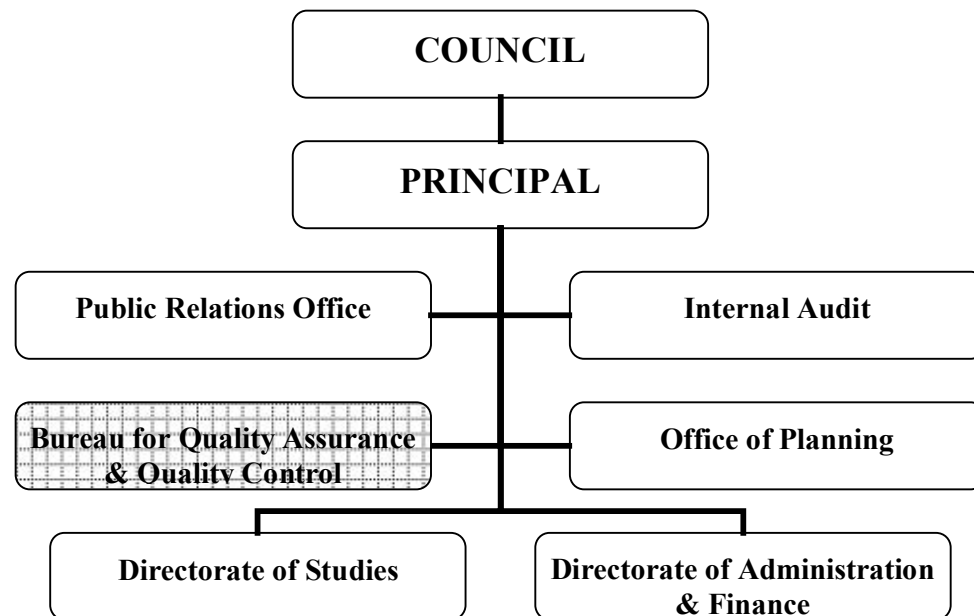 COUNCIL
PRINCIPAL
Public Relations Office
Internal Audit
Bureau for Quality Assurance
& Quality Control
Office of Planning
Directorate of Studies
Directorate of Administration
& Finance